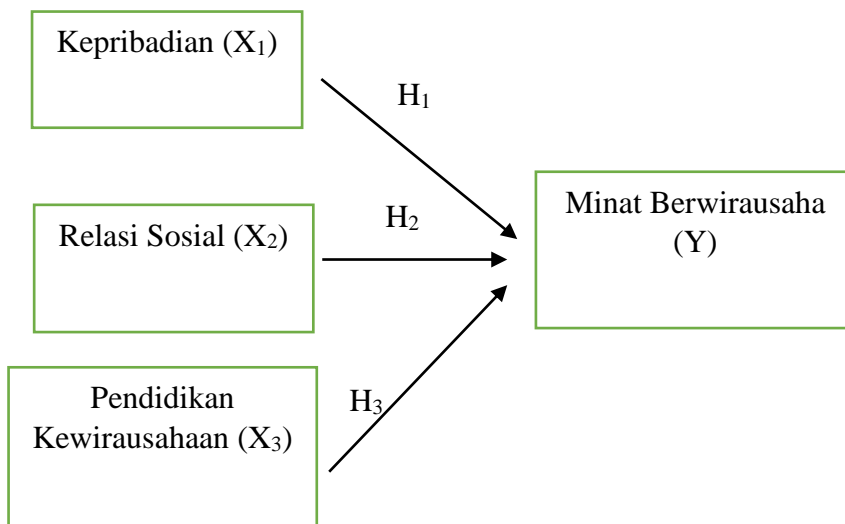 Kepribadian (X₁)
H₁
Minat Berwirausaha
(Y)
Relasi Sosial (X₂)
H₂
Pendidikan
Kewirausahaan (X₃)
H₃